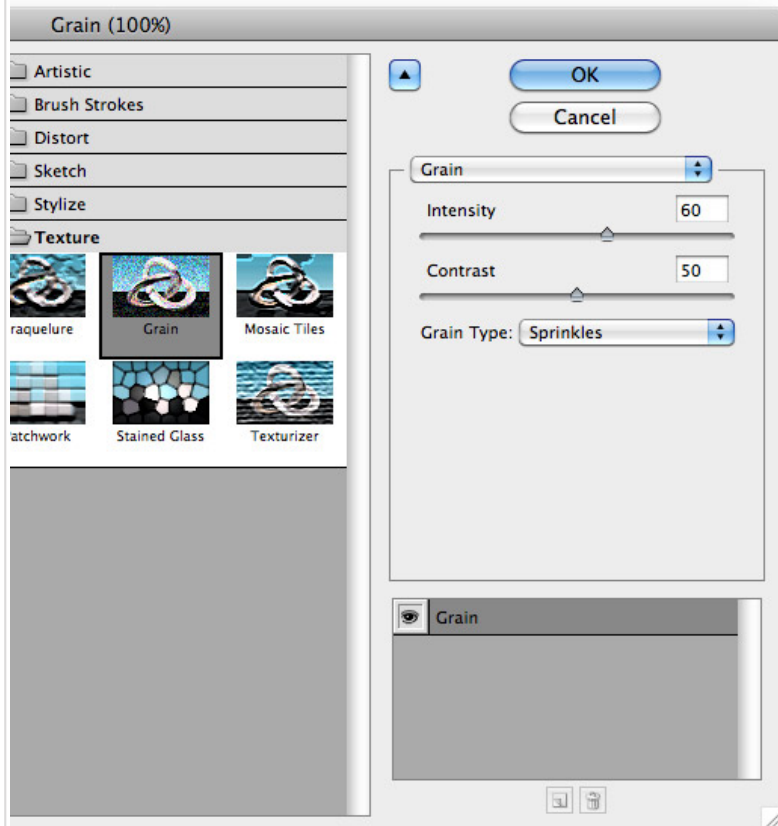 Grain (100%)
Artistic
Brush Strokes
Distort
Sketch
Stylize
Texture
raquelure
Grain
Mosaic Tiles
atchwork
Stained Glass
Texturizer
OK
Cancel
Grain
Intensity 60
Contrast 50
Grain Type: Sprinkles
Grain